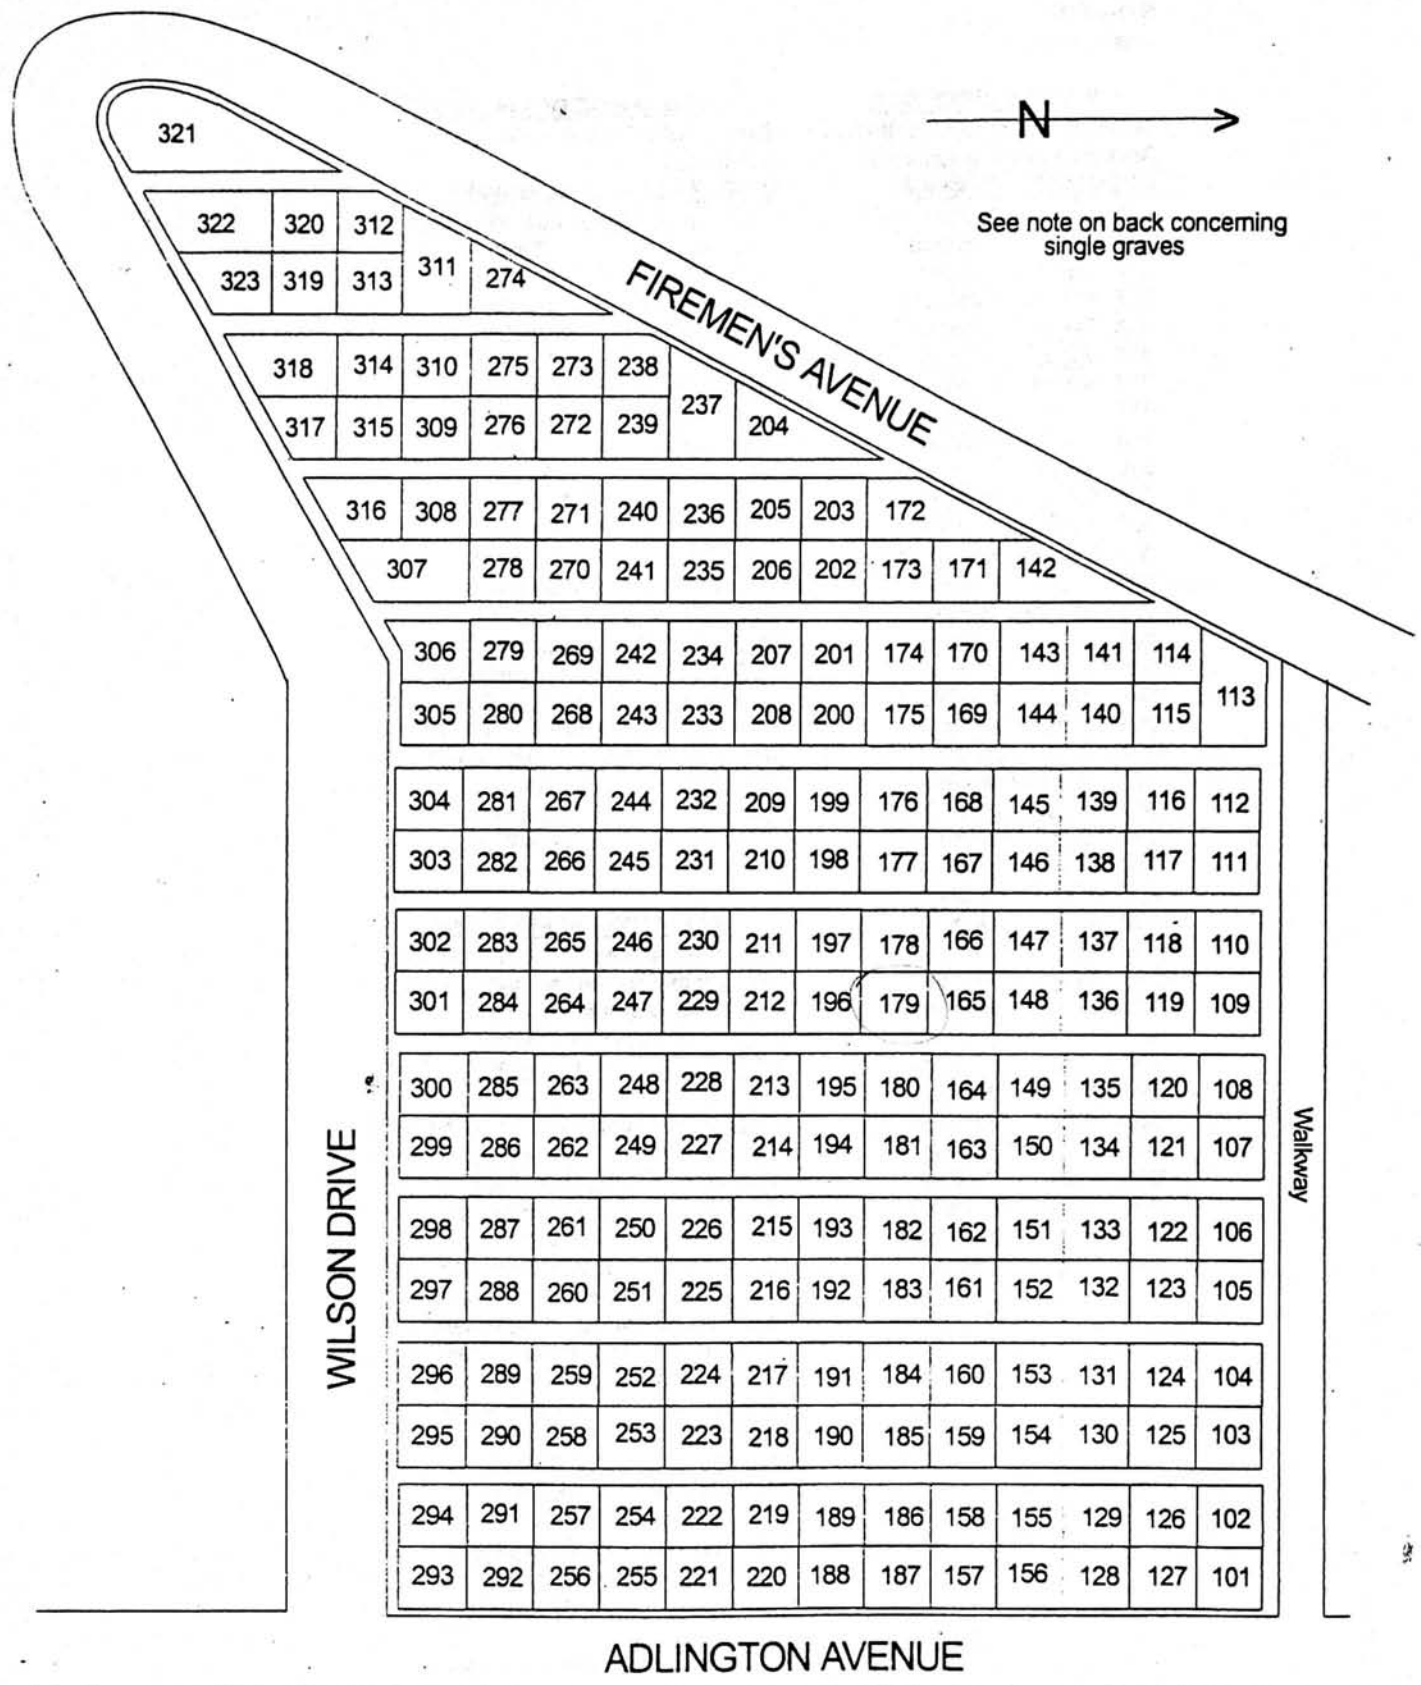 321
N
See note on back concerning
single graves
322 320 312
311 274
323 319 313
FIREMEN'S AVENUE
318 314 310 275 273 238
237 204
317 315 309 276 272 239
316 308 277 271 240 236 205 203 172
307 278 270 241 235 206 202 173 171 142
306 279 269 242 234 207 201 174 170 143 141 114
113
305 280 268 243 233 208 200 175 169 144 140 115
304 281 267 244 232 209 199 176 168 145 139 116 112
303 282 266 245 231 210 198 177 167 146 138 117 111
302 283 265 246 230 211 197 178 166 147 137 118 110
301 284 264 247 229 212 196 179 165 148 136 119 109
300 285 263 248 228 213 195 180 164 149 135 120 108
299 286 262 249 227 214 194 181 163 150 134 121 107
298 287 261 250 226 215 193 182 162 151 133 122 106
297 288 260 251 225 216 192 183 161 152 132 123 105
296 289 259 252 224 217 191 184 160 153 131 124 104
295 290 258 253 223 218 190 185 159 154 130 125 103
294 291 257 254 222 219 189 186 158 155 129 126 102
293 292 256 255 221 220 188 187 157 156 128 127 101
WILSON DRIVE
Walkway
ADLINGTON AVENUE